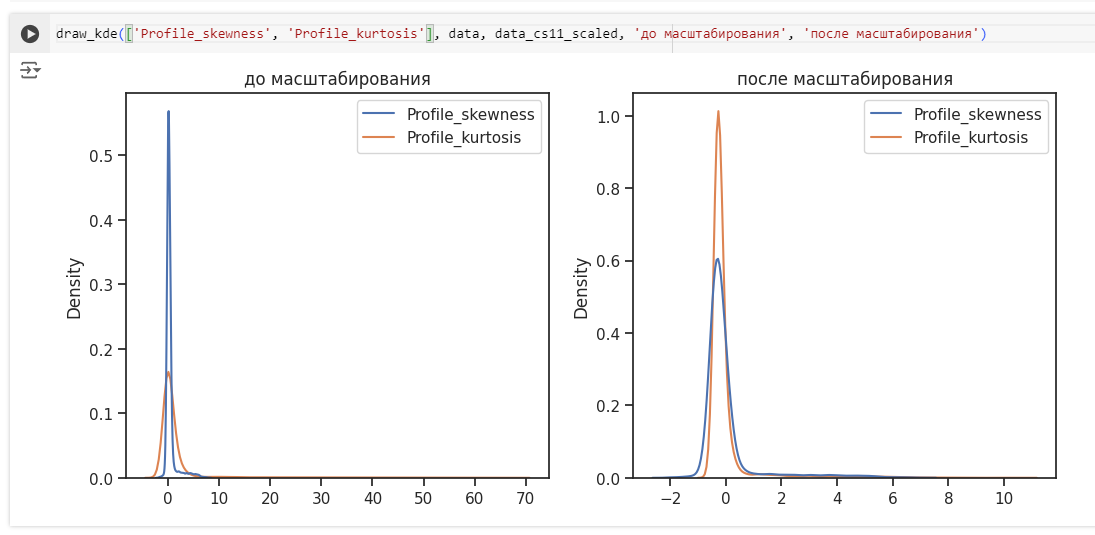 draw_kde(['Profile_skewness', 'Profile_kurtosis'], data, data_cs11_scaled, 'до масштабирования', 'после масштабирования')
до масштабирования
Profile_skewness
Profile_kurtosis
Density
0.5
0.4
0.3
0.2
0.1
0.0
0 10 20 30 40 50 60 70
после масштабирования
Profile_skewness
Profile_kurtosis
Density
1.0
0.8
0.6
0.4
0.2
0.0
−2 0 2 4 6 8 10